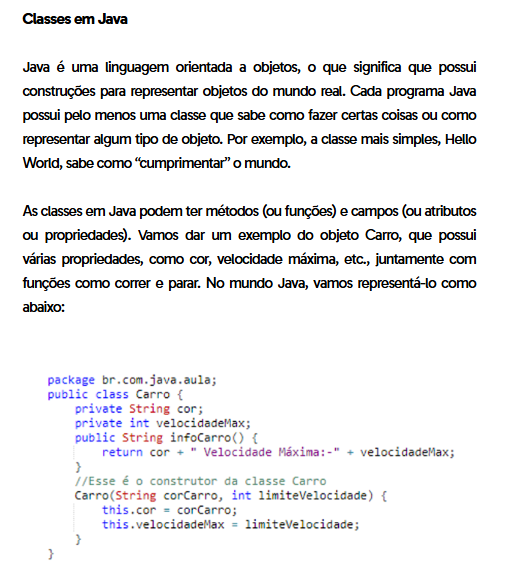 Classes em Java
Java é uma linguagem orientada a objetos, o que significa que possui
construções para representar objetos do mundo real. Cada programa Java
possui pelo menos uma classe que sabe como fazer certas coisas ou como
representar algum tipo de objeto. Por exemplo, a classe mais simples, Hello
World, sabe como “cumprimentar” o mundo.
As classes em Java podem ter métodos (ou funções) e campos (ou atributos
ou propriedades). Vamos dar um exemplo do objeto Carro, que possui
várias propriedades, como cor, velocidade máxima, etc., juntamente com
funções como correr e parar. No mundo Java, vamos representá-lo como
abaixo:
package br.com.java.aula;
public class Carro {
    private String cor;
    private int velocidadeMax;
    public String infoCarro() {
        return cor + " Velocidade Máxima:-" + velocidadeMax;
    }
    //Esse é o construtor da classe Carro
    Carro(String corCarro, int limiteVelocidade) {
        this.cor = corCarro;
        this.velocidadeMax = limiteVelocidade;
    }
}